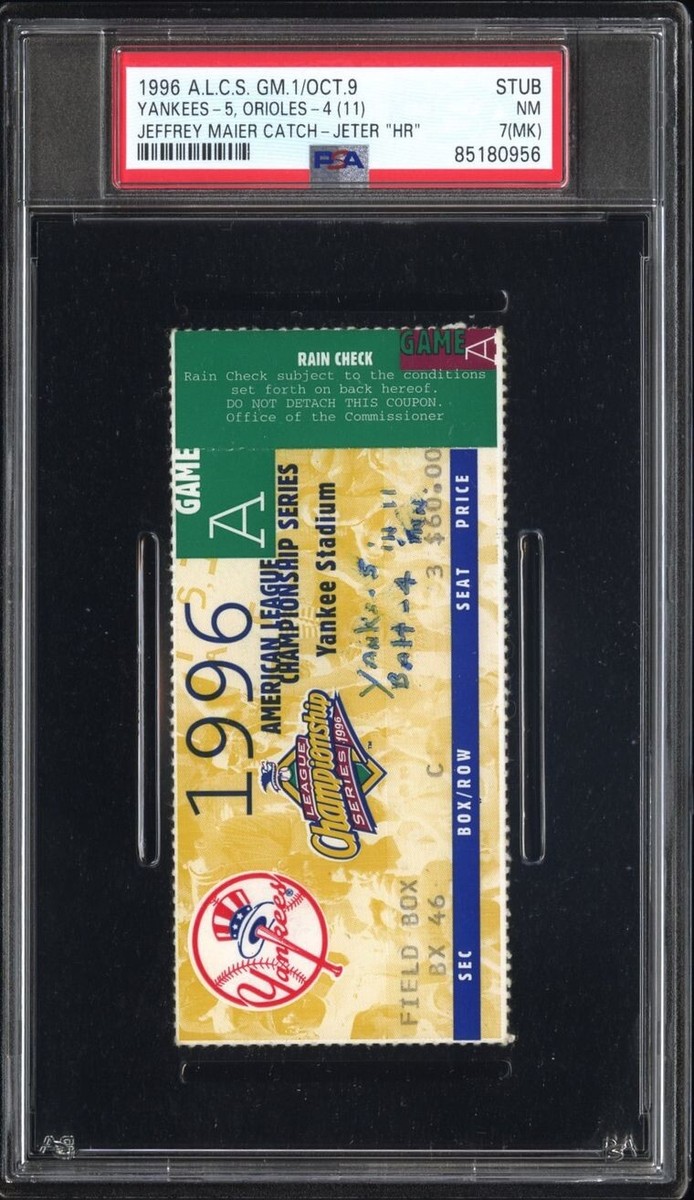 1996 A.L.C.S. GM.1/OCT.9 STUB
YANKEES-5, ORIOLES-4 (11) NM
JEFFREY MAIER CATCH-JETER "HR" 7(MK)
PSA 85180956
GAME A
RAIN CHECK
Rain Check subject to the conditions
set forth on back hereof.
DO NOT DETACH THIS COUPON.
Office of the Commissioner
GAME
A
1996
AMERICAN LEAGUE
CHAMPIONSHIP SERIES
Yankee Stadium
LEAGUE
Championship
SERIES 1996
TM
Yankees
Yanks-5 in 11
Balt-4 inn.
FIELD BOX
BX 46 C 3 $60.00
SEC BOX/ROW SEAT PRICE